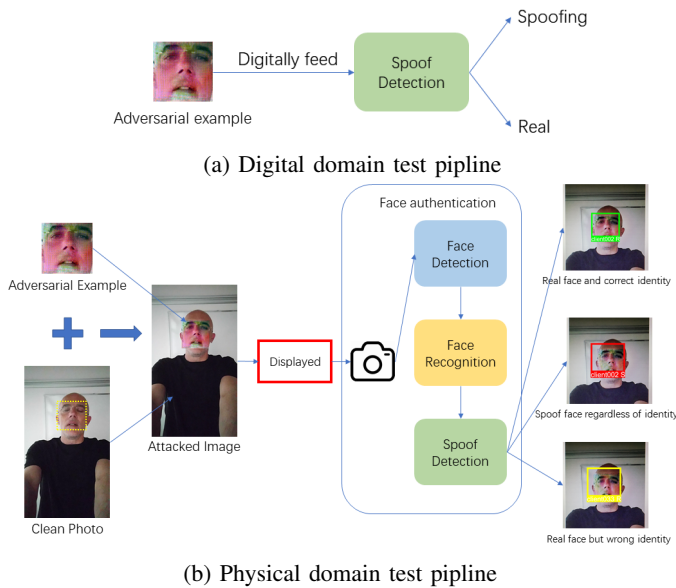 Spoofing
Digitally feed
Spoof
Detection
Adversarial example
Real
(a) Digital domain test pipline
Face authentication
Face
Detection
Adversarial Example
Real face and correct identity
Displayed
Face
Recognition
client002 S
Spoof face regardless of identity
Attacked Image
Spoof
Detection
Clean Photo
Real face but wrong identity
(b) Physical domain test pipline